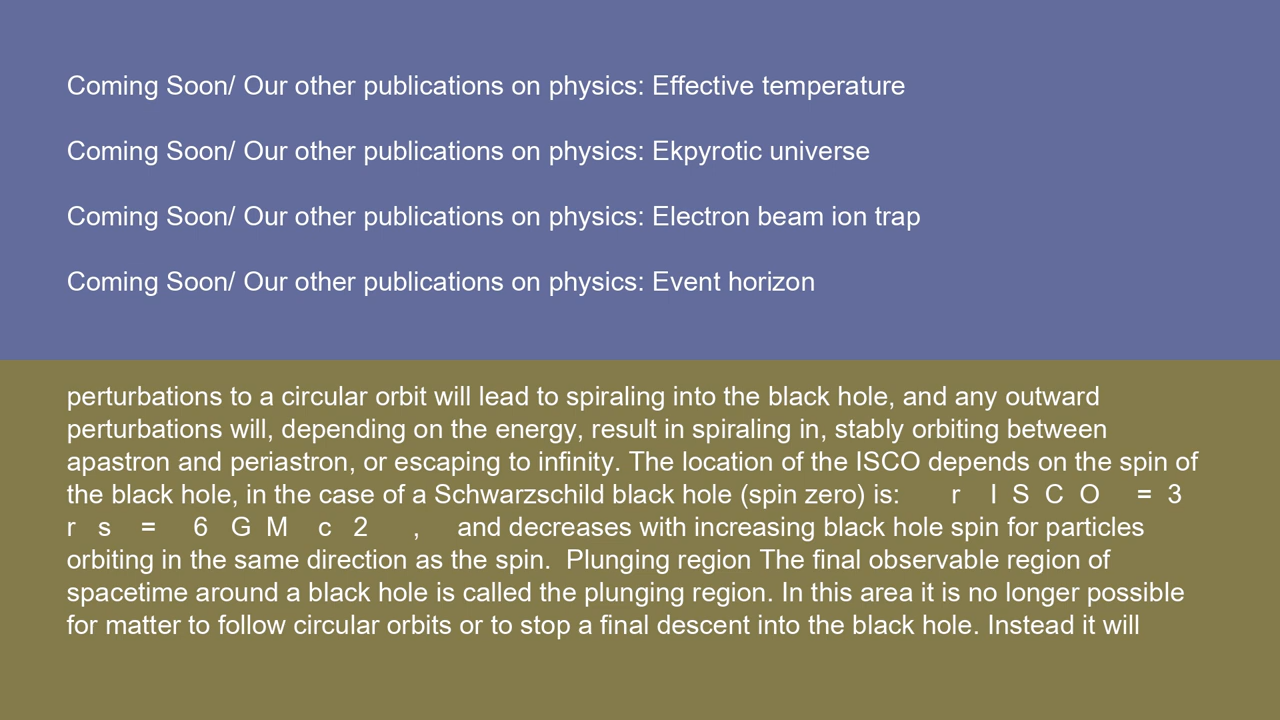 Coming Soon/ Our other publications on physics: Effective temperature
Coming Soon/ Our other publications on physics: Ekpyrotic universe
Coming Soon/ Our other publications on physics: Electron beam ion trap
Coming Soon/ Our other publications on physics: Event horizon
perturbations to a circular orbit will lead to spiraling into the black hole, and any outward
perturbations will, depending on the energy, result in spiraling in, stably orbiting between
apastron and periastron, or escaping to infinity. The location of the ISCO depends on the spin of
the black hole, in the case of a Schwarzschild black hole (spin zero) is: r I S C O = 3
r s = 6 G M c 2 , and decreases with increasing black hole spin for particles
orbiting in the same direction as the spin. Plunging region The final observable region of
spacetime around a black hole is called the plunging region. In this area it is no longer possible
for matter to follow circular orbits or to stop a final descent into the black hole. Instead it will